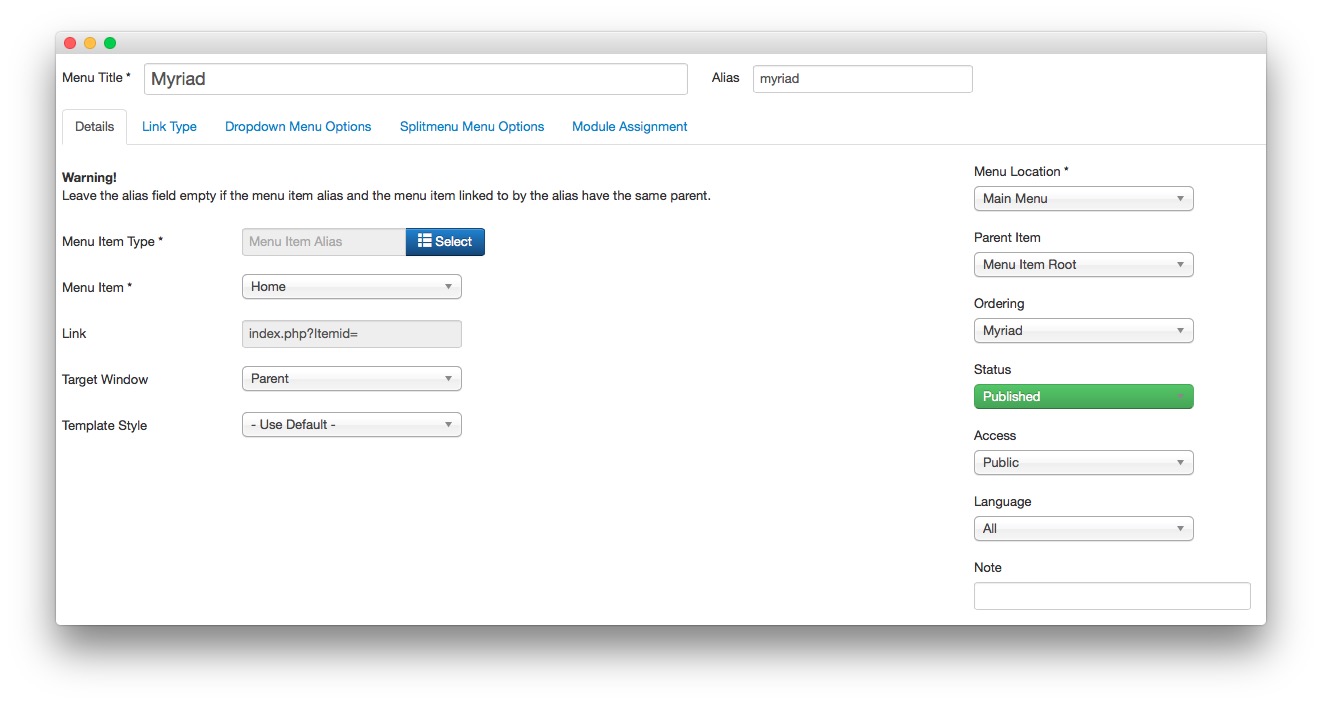 Menu Title * Myriad Alias myriad
Details Link Type Dropdown Menu Options Splitmenu Menu Options Module Assignment
Warning!
Leave the alias field empty if the menu item alias and the menu item linked to by the alias have the same parent.
Menu Item Type * Menu Item Alias Select
Menu Item * Home
Link index.php?Itemid=
Target Window Parent
Template Style - Use Default -
Menu Location *
Main Menu
Parent Item
Menu Item Root
Ordering
Myriad
Status
Published
Access
Public
Language
All
Note